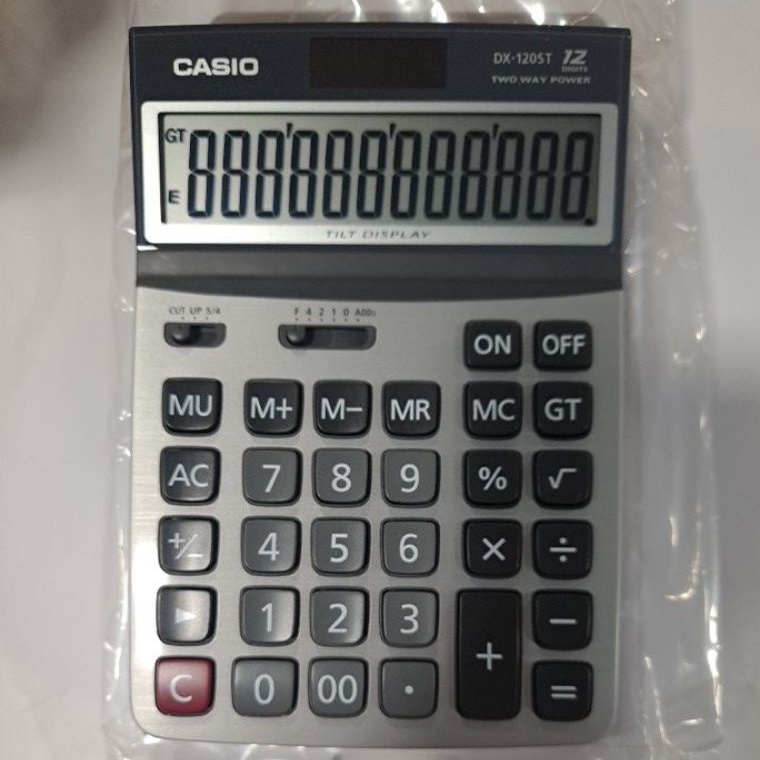 CASIO
DX-120ST 12
DIGITS
TWO WAY POWER
GT
E
TILT DISPLAY
CUT UP 5/4
F 4 2 1 0 ADD₂
ON OFF
MU M+ M− MR MC GT
AC 7 8 9 % √
+/− 4 5 6 × ÷
▶ 1 2 3 + −
C 0 00 · =